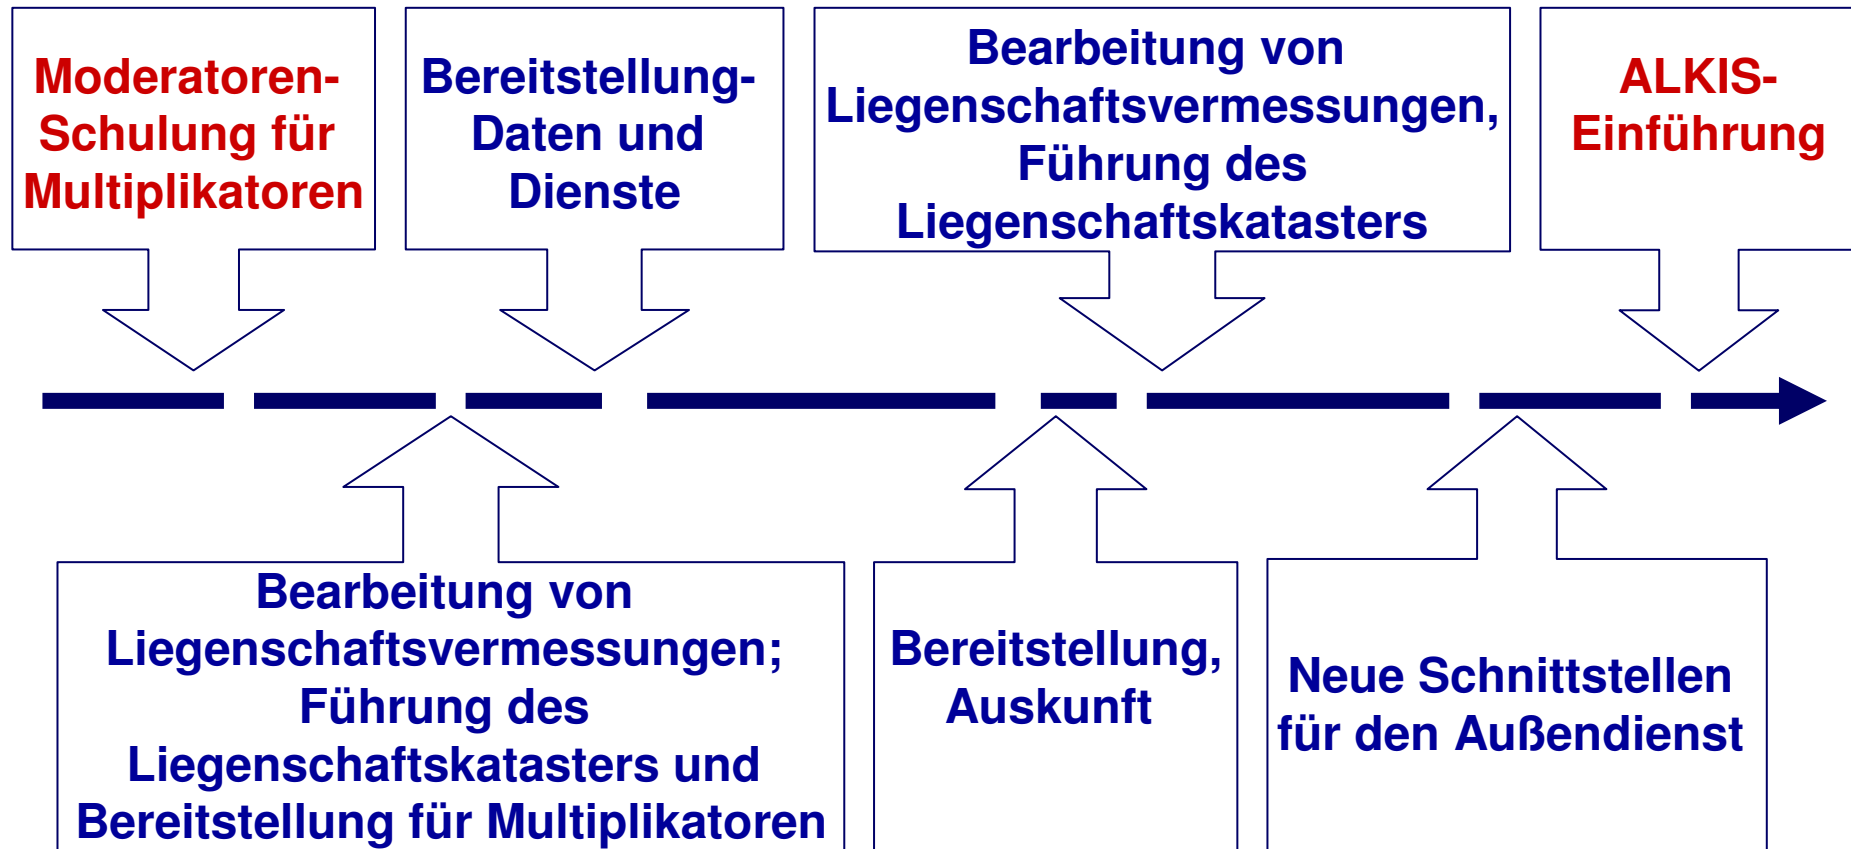 Moderatoren-
Schulung für
Multiplikatoren
Bereitstellung-
Daten und
Dienste
Bearbeitung von
Liegenschaftsvermessungen,
Führung des
Liegenschaftskatasters
ALKIS-
Einführung
Bearbeitung von
Liegenschaftsvermessungen;
Führung des
Liegenschaftskatasters und
Bereitstellung für Multiplikatoren
Bereitstellung,
Auskunft
Neue Schnittstellen
für den Außendienst